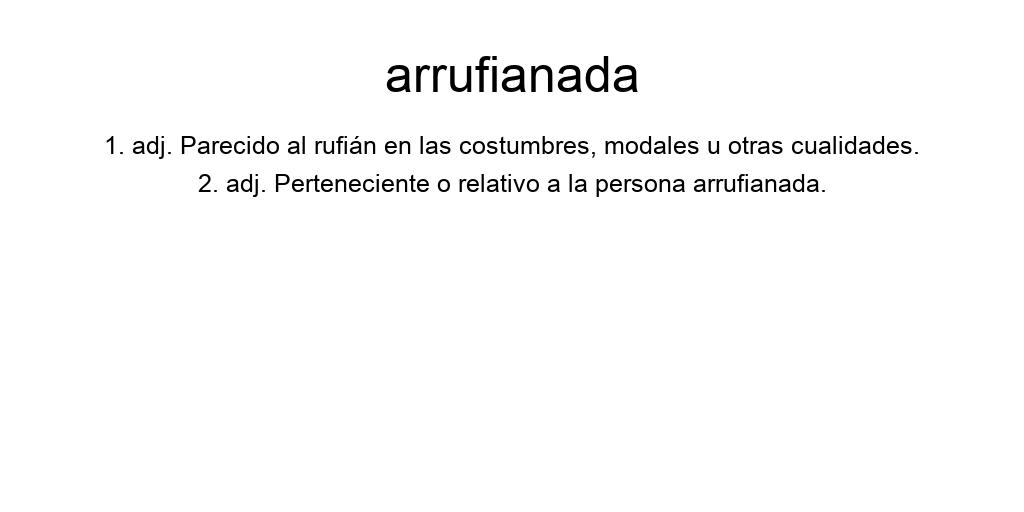 arrufianada
1. adj. Parecido al rufián en las costumbres, modales u otras cualidades.
2. adj. Perteneciente o relativo a la persona arrufianada.